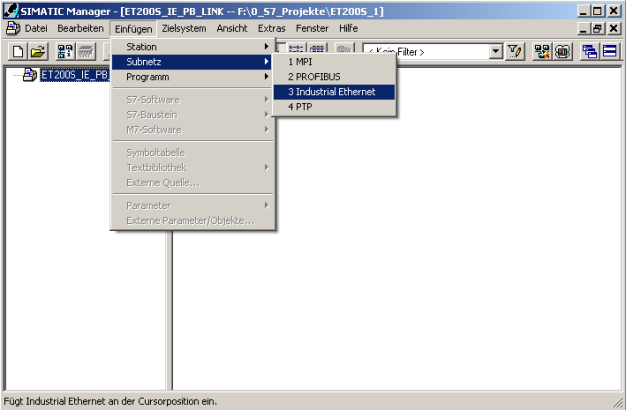 SIMATIC Manager - [ET200S_IE_PB_LINK -- F:\0_S7_Projekte\ET200S_1]
Datei Bearbeiten Einfügen Zielsystem Ansicht Extras Fenster Hilfe
< Kein Filter >
ET200S_IE_PB
Station
Subnetz
Programm
S7-Software
S7-Baustein
M7-Software
Symboltabelle
Textbibliothek
Externe Quelle...
Parameter
Externe Parameter/Objekte...
1 MPI
2 PROFIBUS
3 Industrial Ethernet
4 PTP
Fügt Industrial Ethernet an der Cursorposition ein.